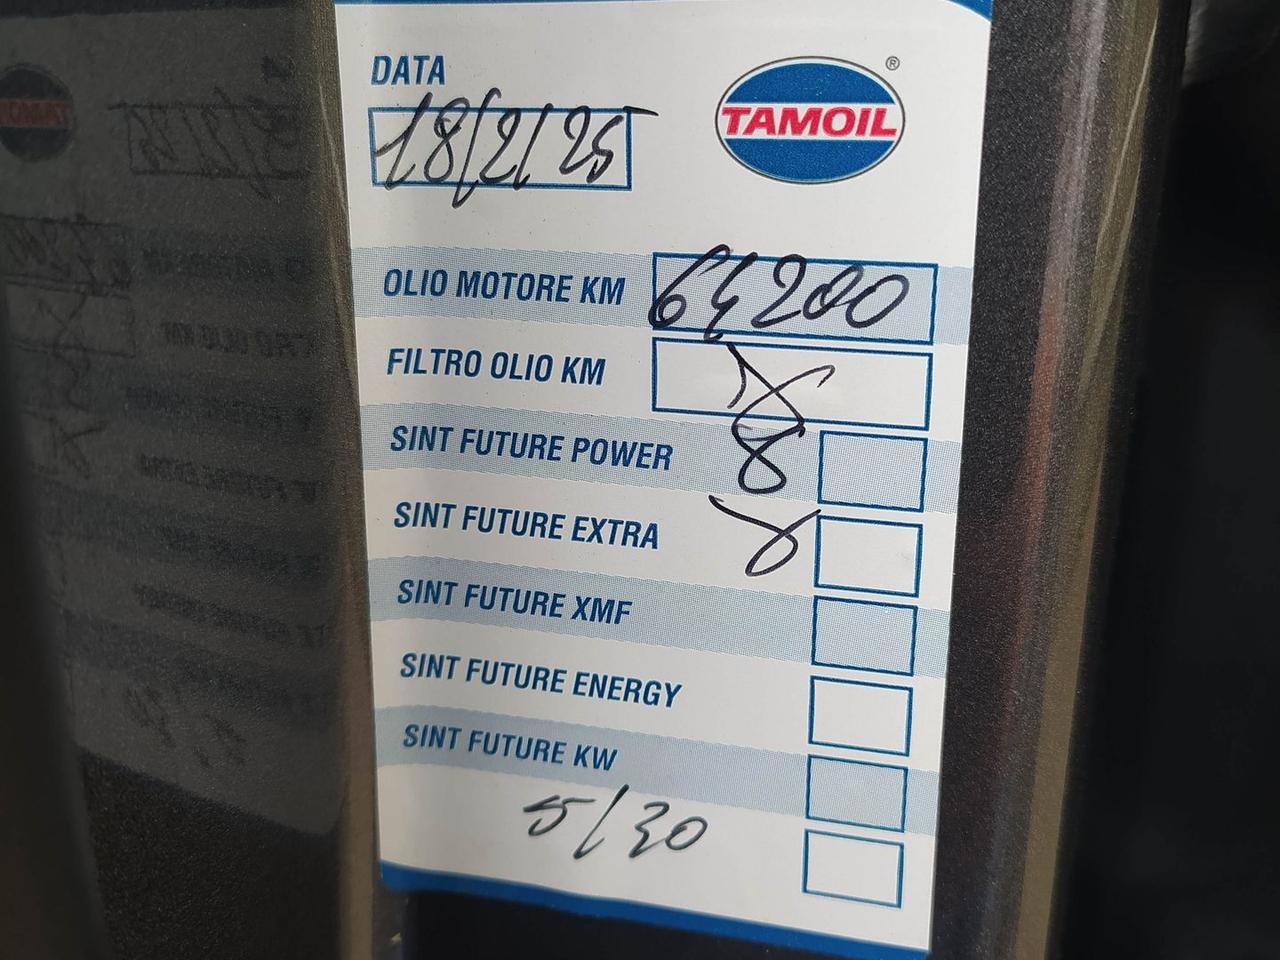 DATA
18/2/25
TAMOIL ®
OLIO MOTORE KM 64200
FILTRO OLIO KM
SINT FUTURE POWER
SINT FUTURE EXTRA
SINT FUTURE XMF
SINT FUTURE ENERGY
SINT FUTURE KW
5/30